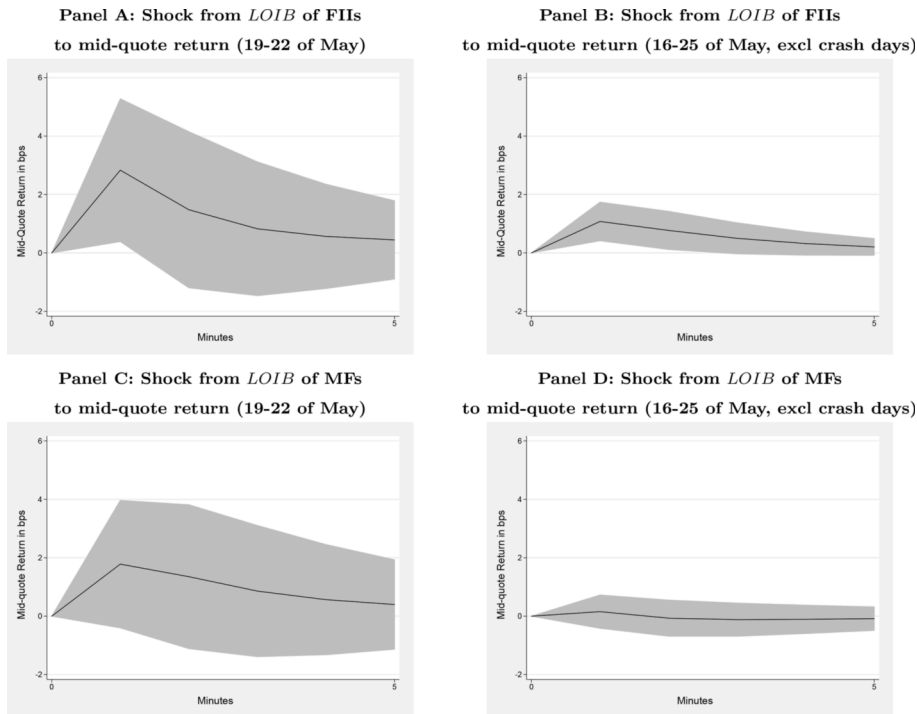 Panel A: Shock from LOIB of FIIs
to mid-quote return (19-22 of May)
6
4
2
0
-2
Mid-Quote Return in bps
0
5
Minutes
Panel B: Shock from LOIB of FIIs
to mid-quote return (16-25 of May, excl crash days)
6
4
2
0
-2
Mid-Quote Return in bps
0
5
Minutes
Panel C: Shock from LOIB of MFs
to mid-quote return (19-22 of May)
6
4
2
0
-2
Mid-quote Return in bps
0
5
Minutes
Panel D: Shock from LOIB of MFs
to mid-quote return (16-25 of May, excl crash days)
6
4
2
0
-2
Mid-quote Return in bps
0
5
Minutes